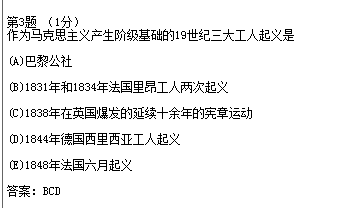 第3题 （1分）
作为马克思主义产生阶级基础的19世纪三大工人起义是
(A)巴黎公社
(B)1831年和1834年法国里昂工人两次起义
(C)1838年在英国爆发的延续十余年的宪章运动
(D)1844年德国西里西亚工人起义
(E)1848年法国六月起义
答案：BCD